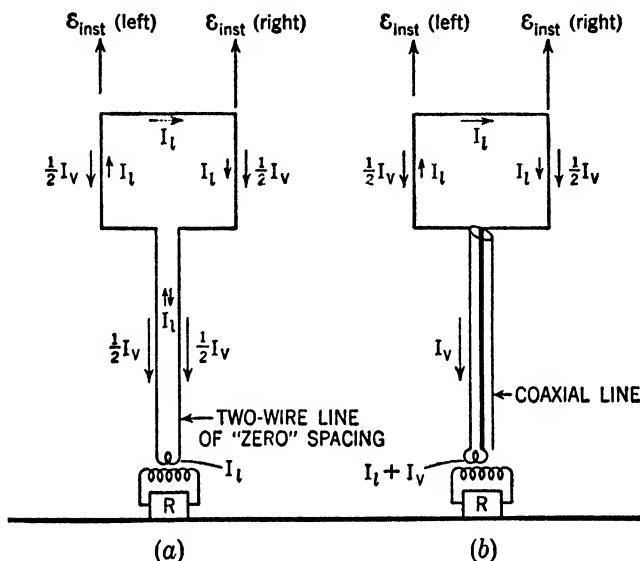 ℰinst (left) ℰinst (right)
ℰinst (left) ℰinst (right)
Il
Il
½Iv Il Il ½Iv
½Iv Il Il ½Iv
Il
½Iv ½Iv
Iv
TWO-WIRE LINE
OF "ZERO" SPACING
COAXIAL LINE
Il
Il + Iv
R
R
(a)
(b)